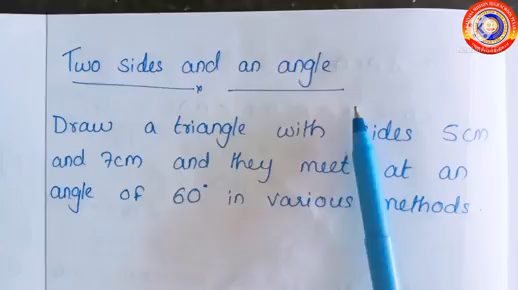 Two sides and an angle
Draw a triangle with sides 5cm
and 7cm and they meet at an
angle of 60° in various methods.